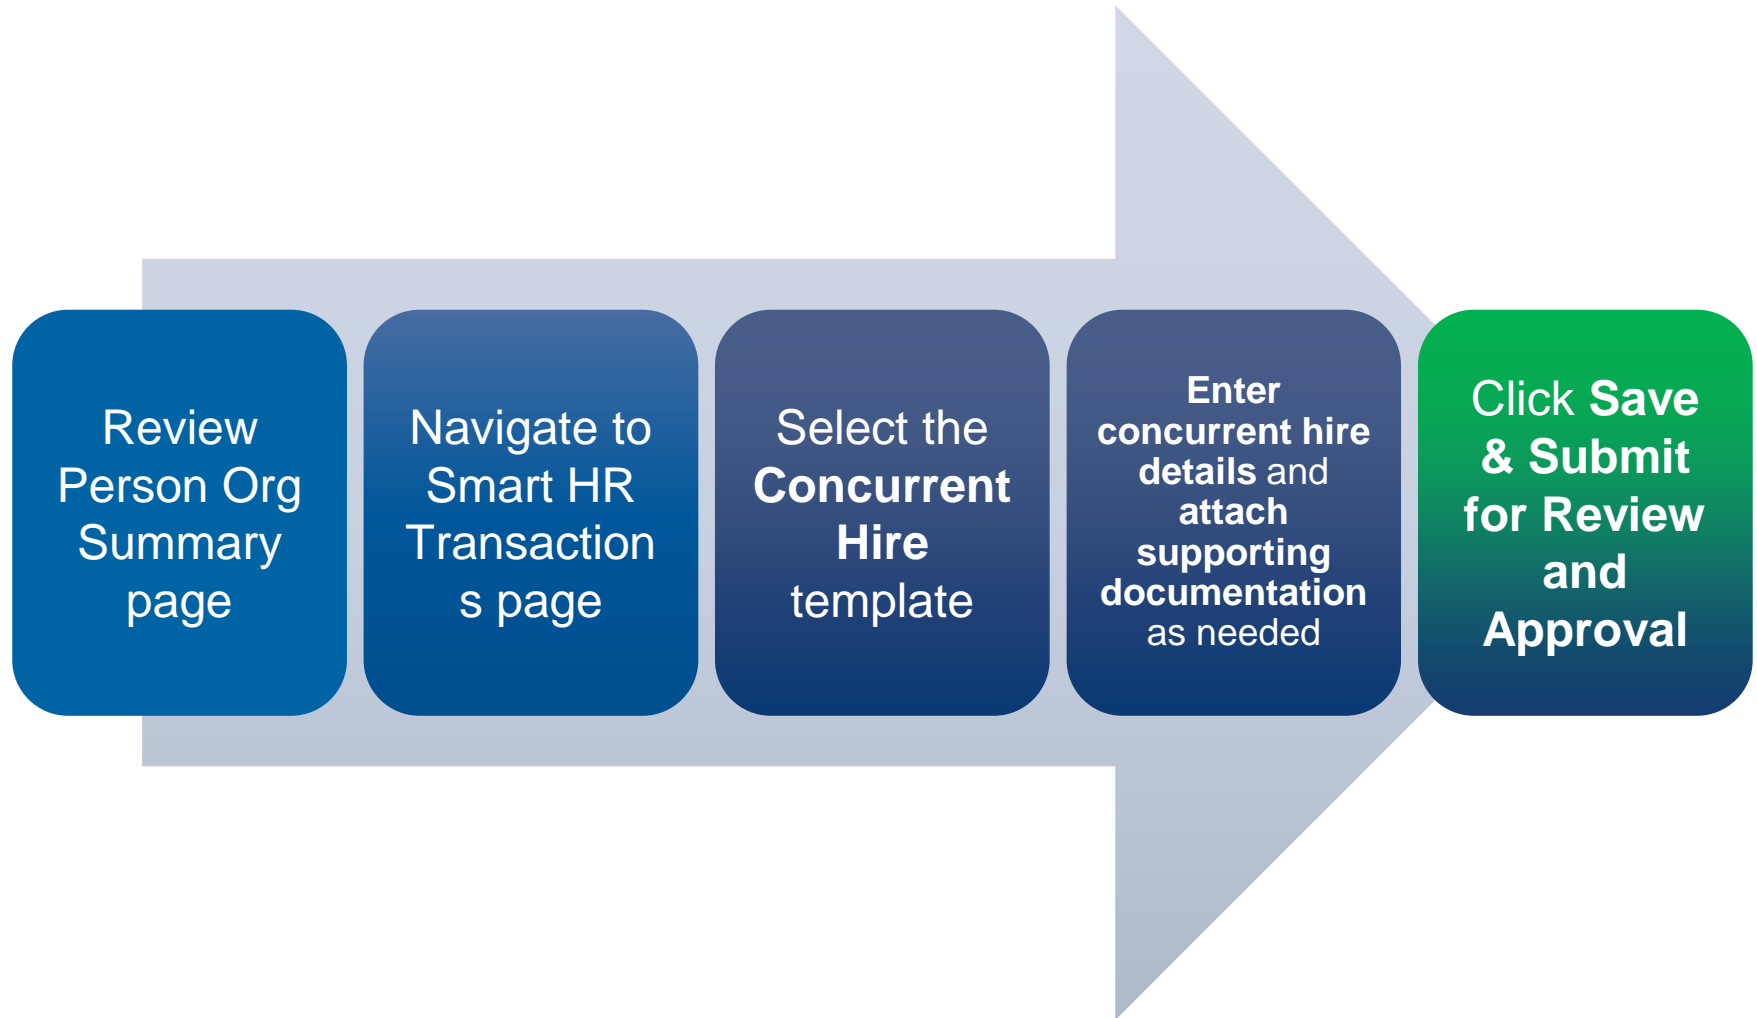 Review
Person Org
Summary
page
Navigate to
Smart HR
Transaction
s page
Select the
Concurrent
Hire
template
Enter
concurrent hire
details and
attach
supporting
documentation
as needed
Click Save
& Submit
for Review
and
Approval